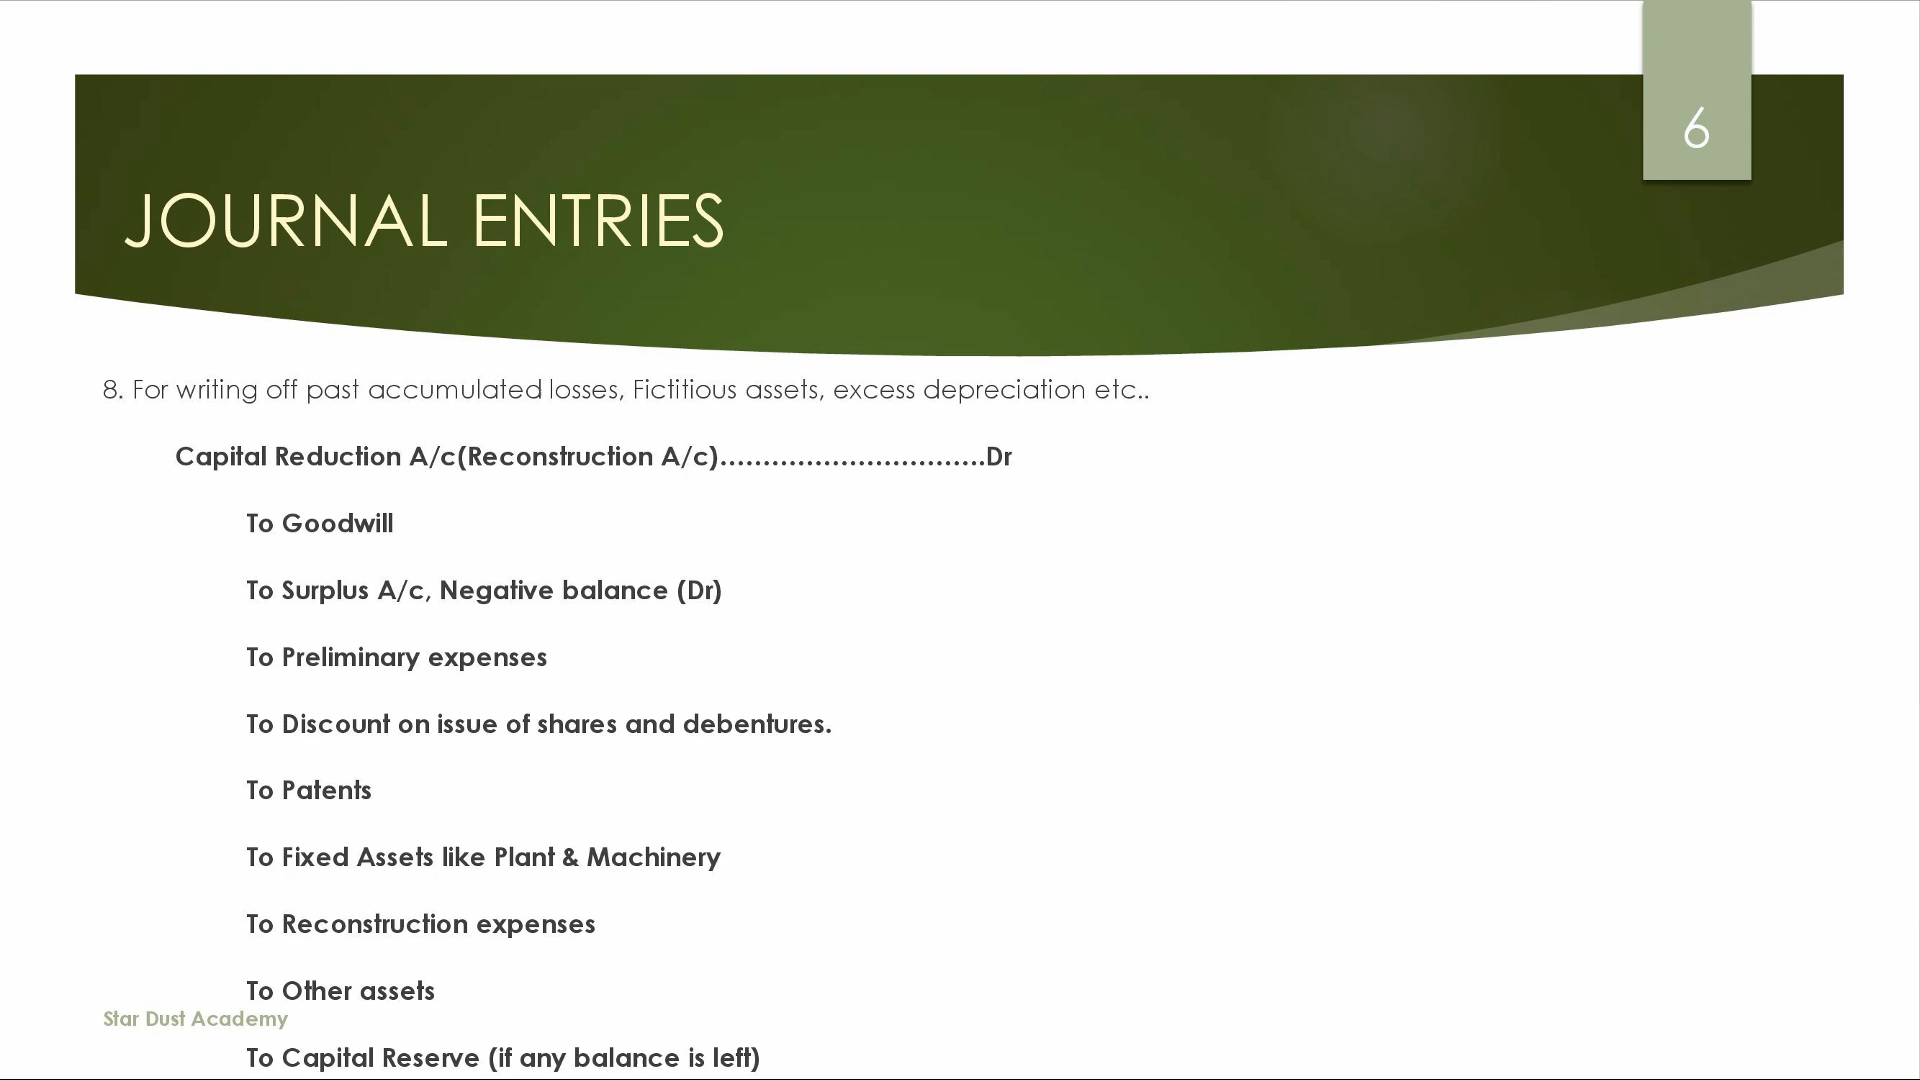 6
JOURNAL ENTRIES
8. For writing off past accumulated losses, Fictitious assets, excess depreciation etc..
Capital Reduction A/c(Reconstruction A/c)...............................Dr
To Goodwill
To Surplus A/c, Negative balance (Dr)
To Preliminary expenses
To Discount on issue of shares and debentures.
To Patents
To Fixed Assets like Plant & Machinery
To Reconstruction expenses
To Other assets
Star Dust Academy
To Capital Reserve (if any balance is left)